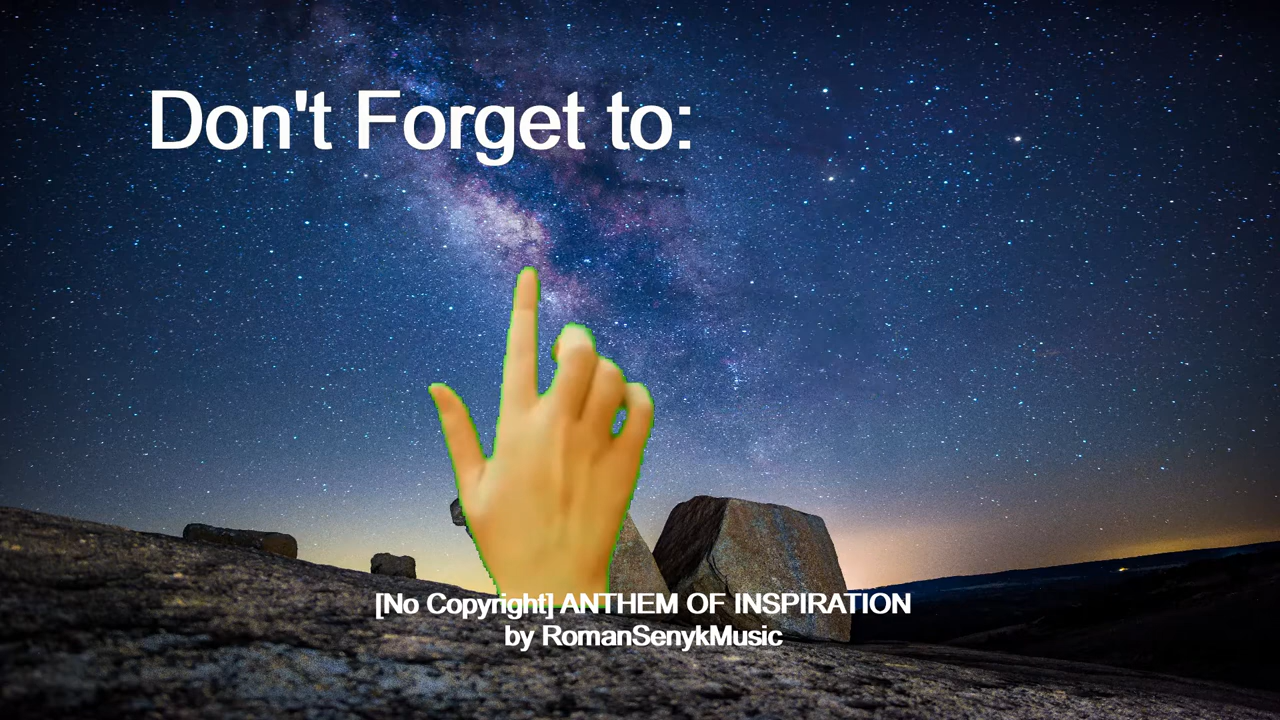 Don't Forget to:
[No Copyright] ANTHEM OF INSPIRATION
by RomanSenykMusic